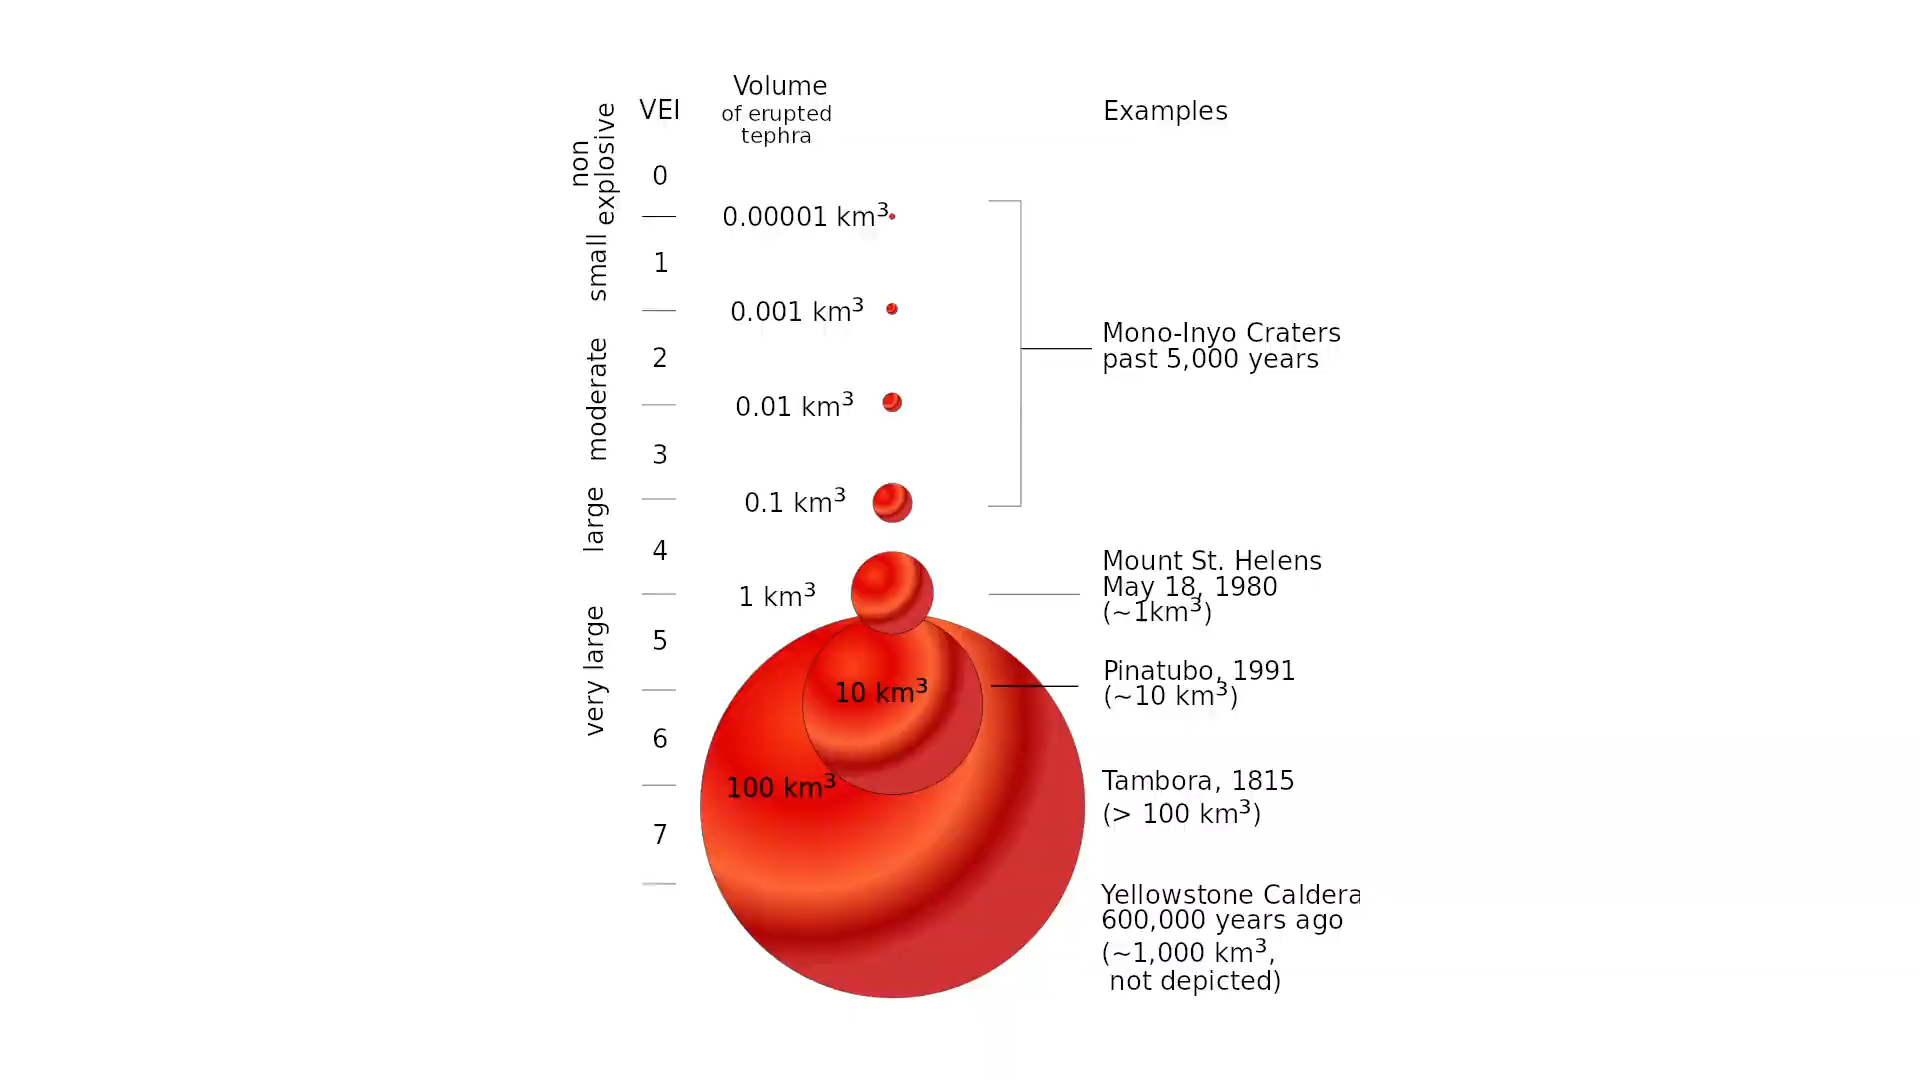 VEI
Volume
of erupted
tephra
Examples
non
explosive
small
moderate
large
very large
0
1
2
3
4
5
6
7
0.00001 km³
0.001 km³
0.01 km³
0.1 km³
1 km³
10 km³
100 km³
Mono-Inyo Craters
past 5,000 years
Mount St. Helens
May 18, 1980
(~1km³)
Pinatubo, 1991
(~10 km³)
Tambora, 1815
(> 100 km³)
Yellowstone Caldera
600,000 years ago
(~1,000 km³,
not depicted)